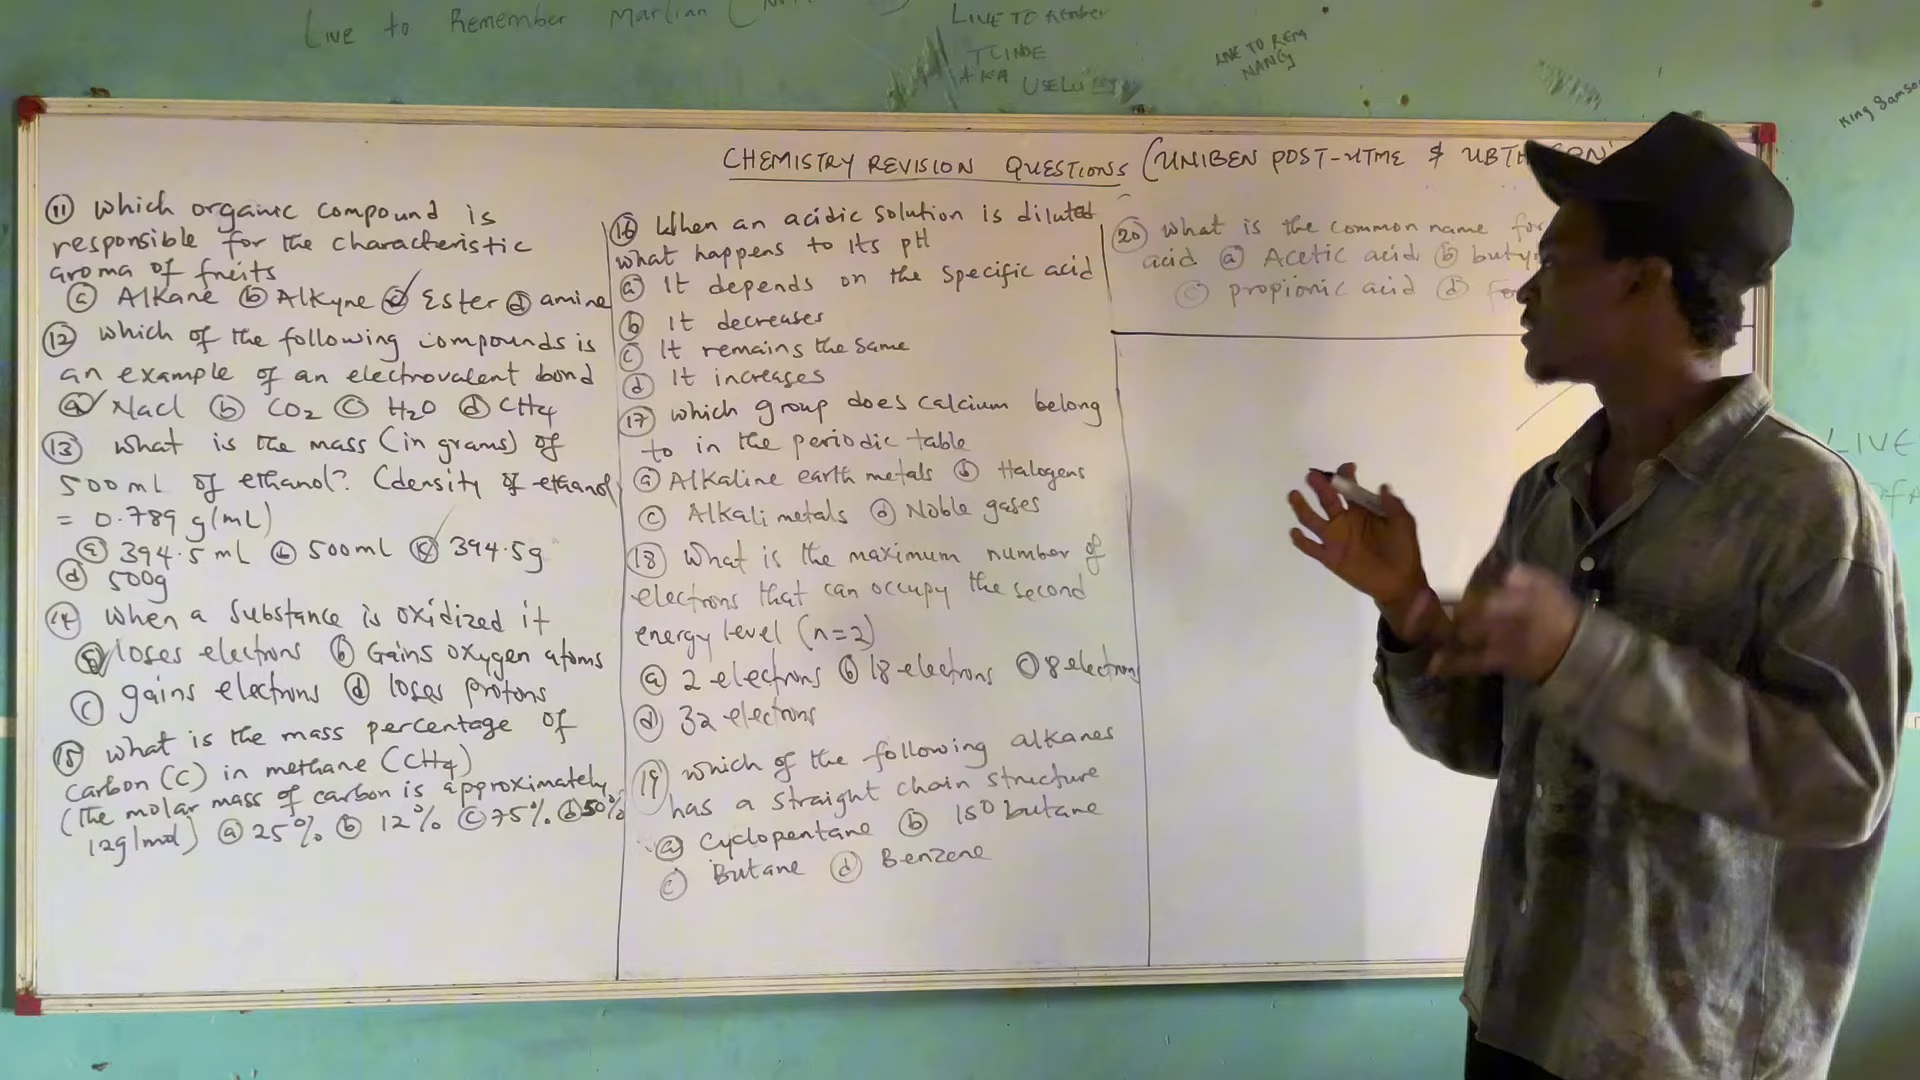 Live to Remember Martian
LIVE TO REMBER
TCINDE
AKA USELU
LIVE TO REM
NANCY
King Samso
CHEMISTRY REVISION QUESTIONS (UNIBEN POST-UTME & UBTH
(11) Which organic compound is
responsible for the characteristic
aroma of fruits
(c) Alkane (b) Alkyne (c) Ester (d) amine
(12) which of the following compounds is
an example of an electrovalent bond
(a) Nacl (b) CO2 (c) H2O (d) CH4
(13) What is the mass (in grams) of
500mL of ethanol? (density of ethanol
= 0.789 g/mL)
(a) 394.5 mL (b) 500ml (c) 394.5g
(d) 500g
(14) When a substance is oxidized it
(a) loses electrons (b) Gains oxygen atoms
(c) gains electrons (d) loses protons
(15) What is the mass percentage of
Carbon (C) in methane (CH4)
(The molar mass of carbon is approximately
12g/mol) (a) 25% (b) 12% (c) 75% (d) 50%
(16) When an acidic solution is diluted
what happens to its pH
(a) It depends on the specific acid
(b) It decreases
(c) It remains the same
(d) It increases
(17) which group does calcium belong
to in the periodic table
(a) Alkaline earth metals (b) Halogens
(c) Alkali metals (d) Noble gases
(18) What is the maximum number of
electrons that can occupy the second
energy level (n=2)
(a) 2 electrons (b) 18 electrons (c) 8 electrons
(d) 32 electrons
(19) which of the following alkanes
has a straight chain structure
(a) Cyclopentane (b) Iso butane
(c) Butane (d) Benzene
(20) What is the common name for
acid (a) Acetic acid (b) buty
(c) propionic acid (d) For
LIVE